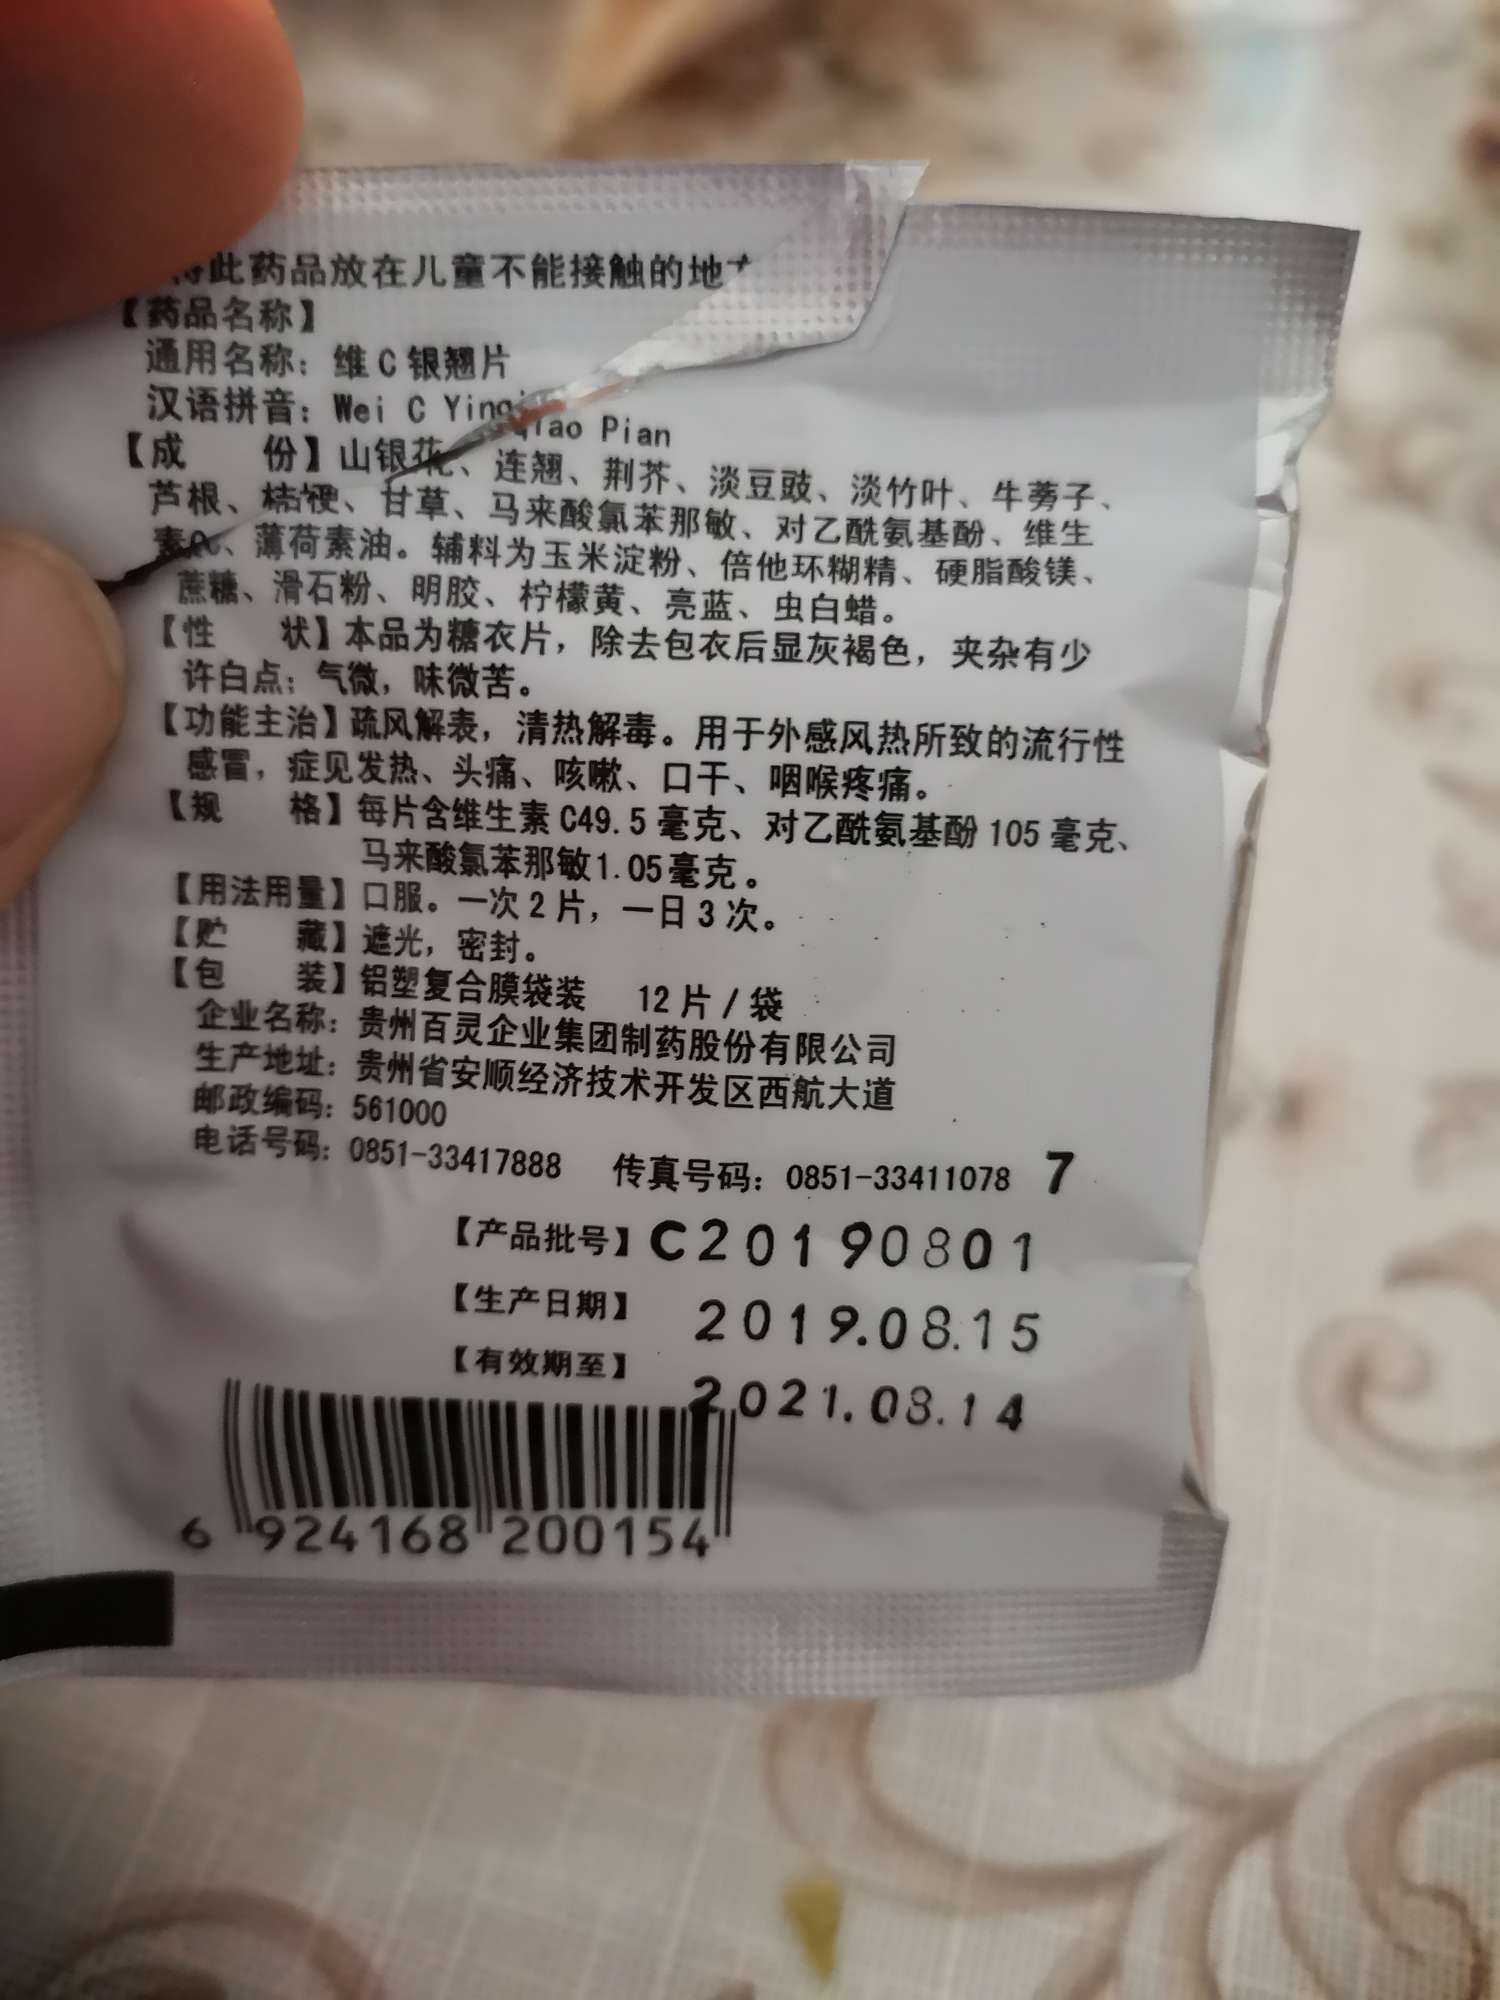 此药品放在儿童不能接触的地
【药品名称】
通用名称：维C银翘片
汉语拼音：Wei C Yinqiao Pian
【成 份】山银花、连翘、荆芥、淡豆豉、淡竹叶、牛蒡子、
芦根、桔梗、甘草、马来酸氯苯那敏、对乙酰氨基酚、维生
素C、薄荷素油。辅料为玉米淀粉、倍他环糊精、硬脂酸镁、
蔗糖、滑石粉、明胶、柠檬黄、亮蓝、虫白蜡。
【性 状】本品为糖衣片，除去包衣后显灰褐色，夹杂有少
许白点；气微，味微苦。
【功能主治】疏风解表，清热解毒。用于外感风热所致的流行性
感冒，症见发热、头痛、咳嗽、口干、咽喉疼痛。
【规 格】每片含维生素C49.5毫克、对乙酰氨基酚105毫克、
马来酸氯苯那敏1.05毫克。
【用法用量】口服。一次2片，一日3次。
【贮 藏】遮光，密封。
【包 装】铝塑复合膜袋装 12片/袋
企业名称：贵州百灵企业集团制药股份有限公司
生产地址：贵州省安顺经济技术开发区西航大道
邮政编码：561000
电话号码：0851-33417888 传真号码：0851-33411078 7
【产品批号】C20190801
【生产日期】2019.08.15
【有效期至】2021.08.14
6 924168 200154